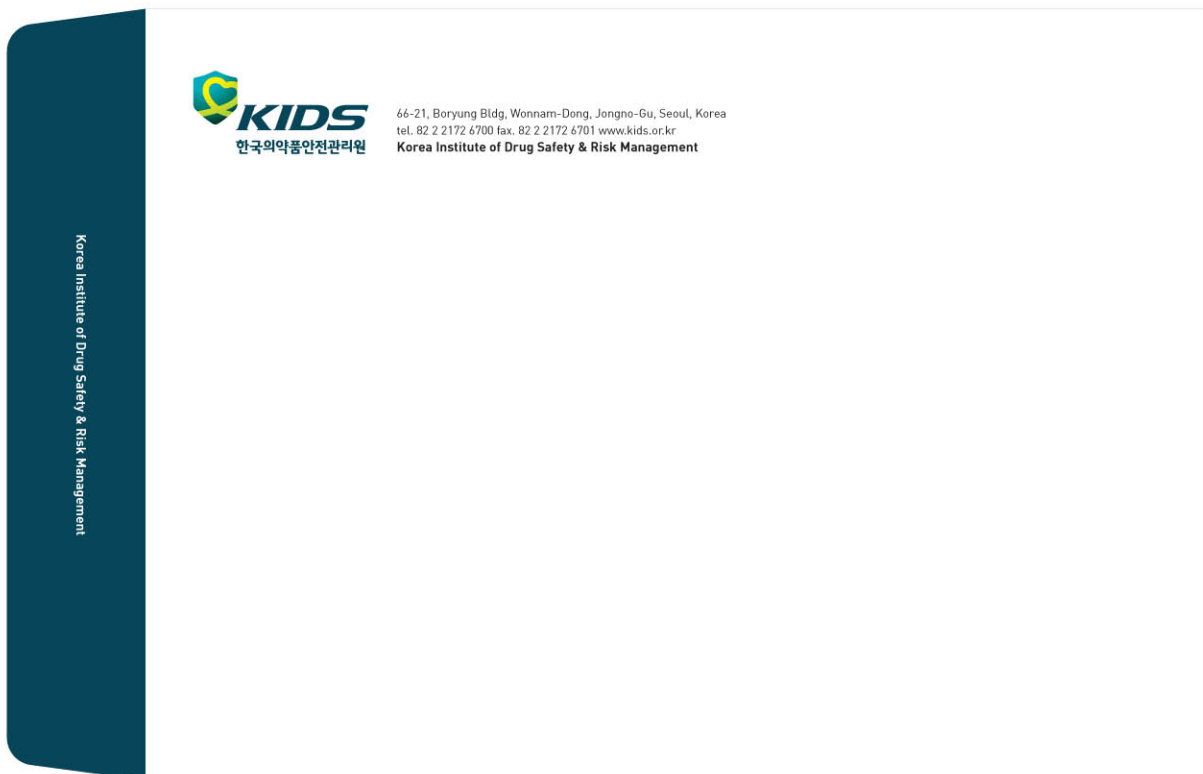 KIDS
한국의약품안전관리원
66-21, Boryung Bldg, Wonnam-Dong, Jongno-Gu, Seoul, Korea
tel. 82 2 2172 6700 fax. 82 2 2172 6701 www.kids.or.kr
Korea Institute of Drug Safety & Risk Management
Korea Institute of Drug Safety & Risk Management